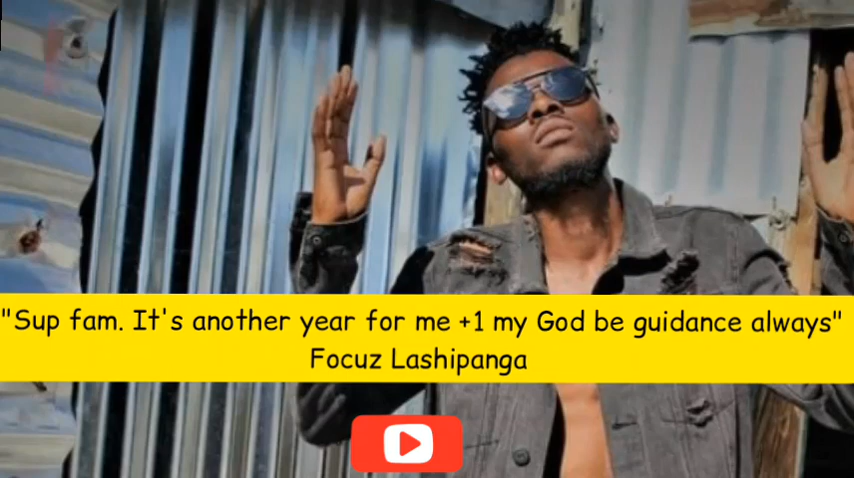 "Sup fam. It's another year for me +1 my God be guidance always"
Focuz Lashipanga